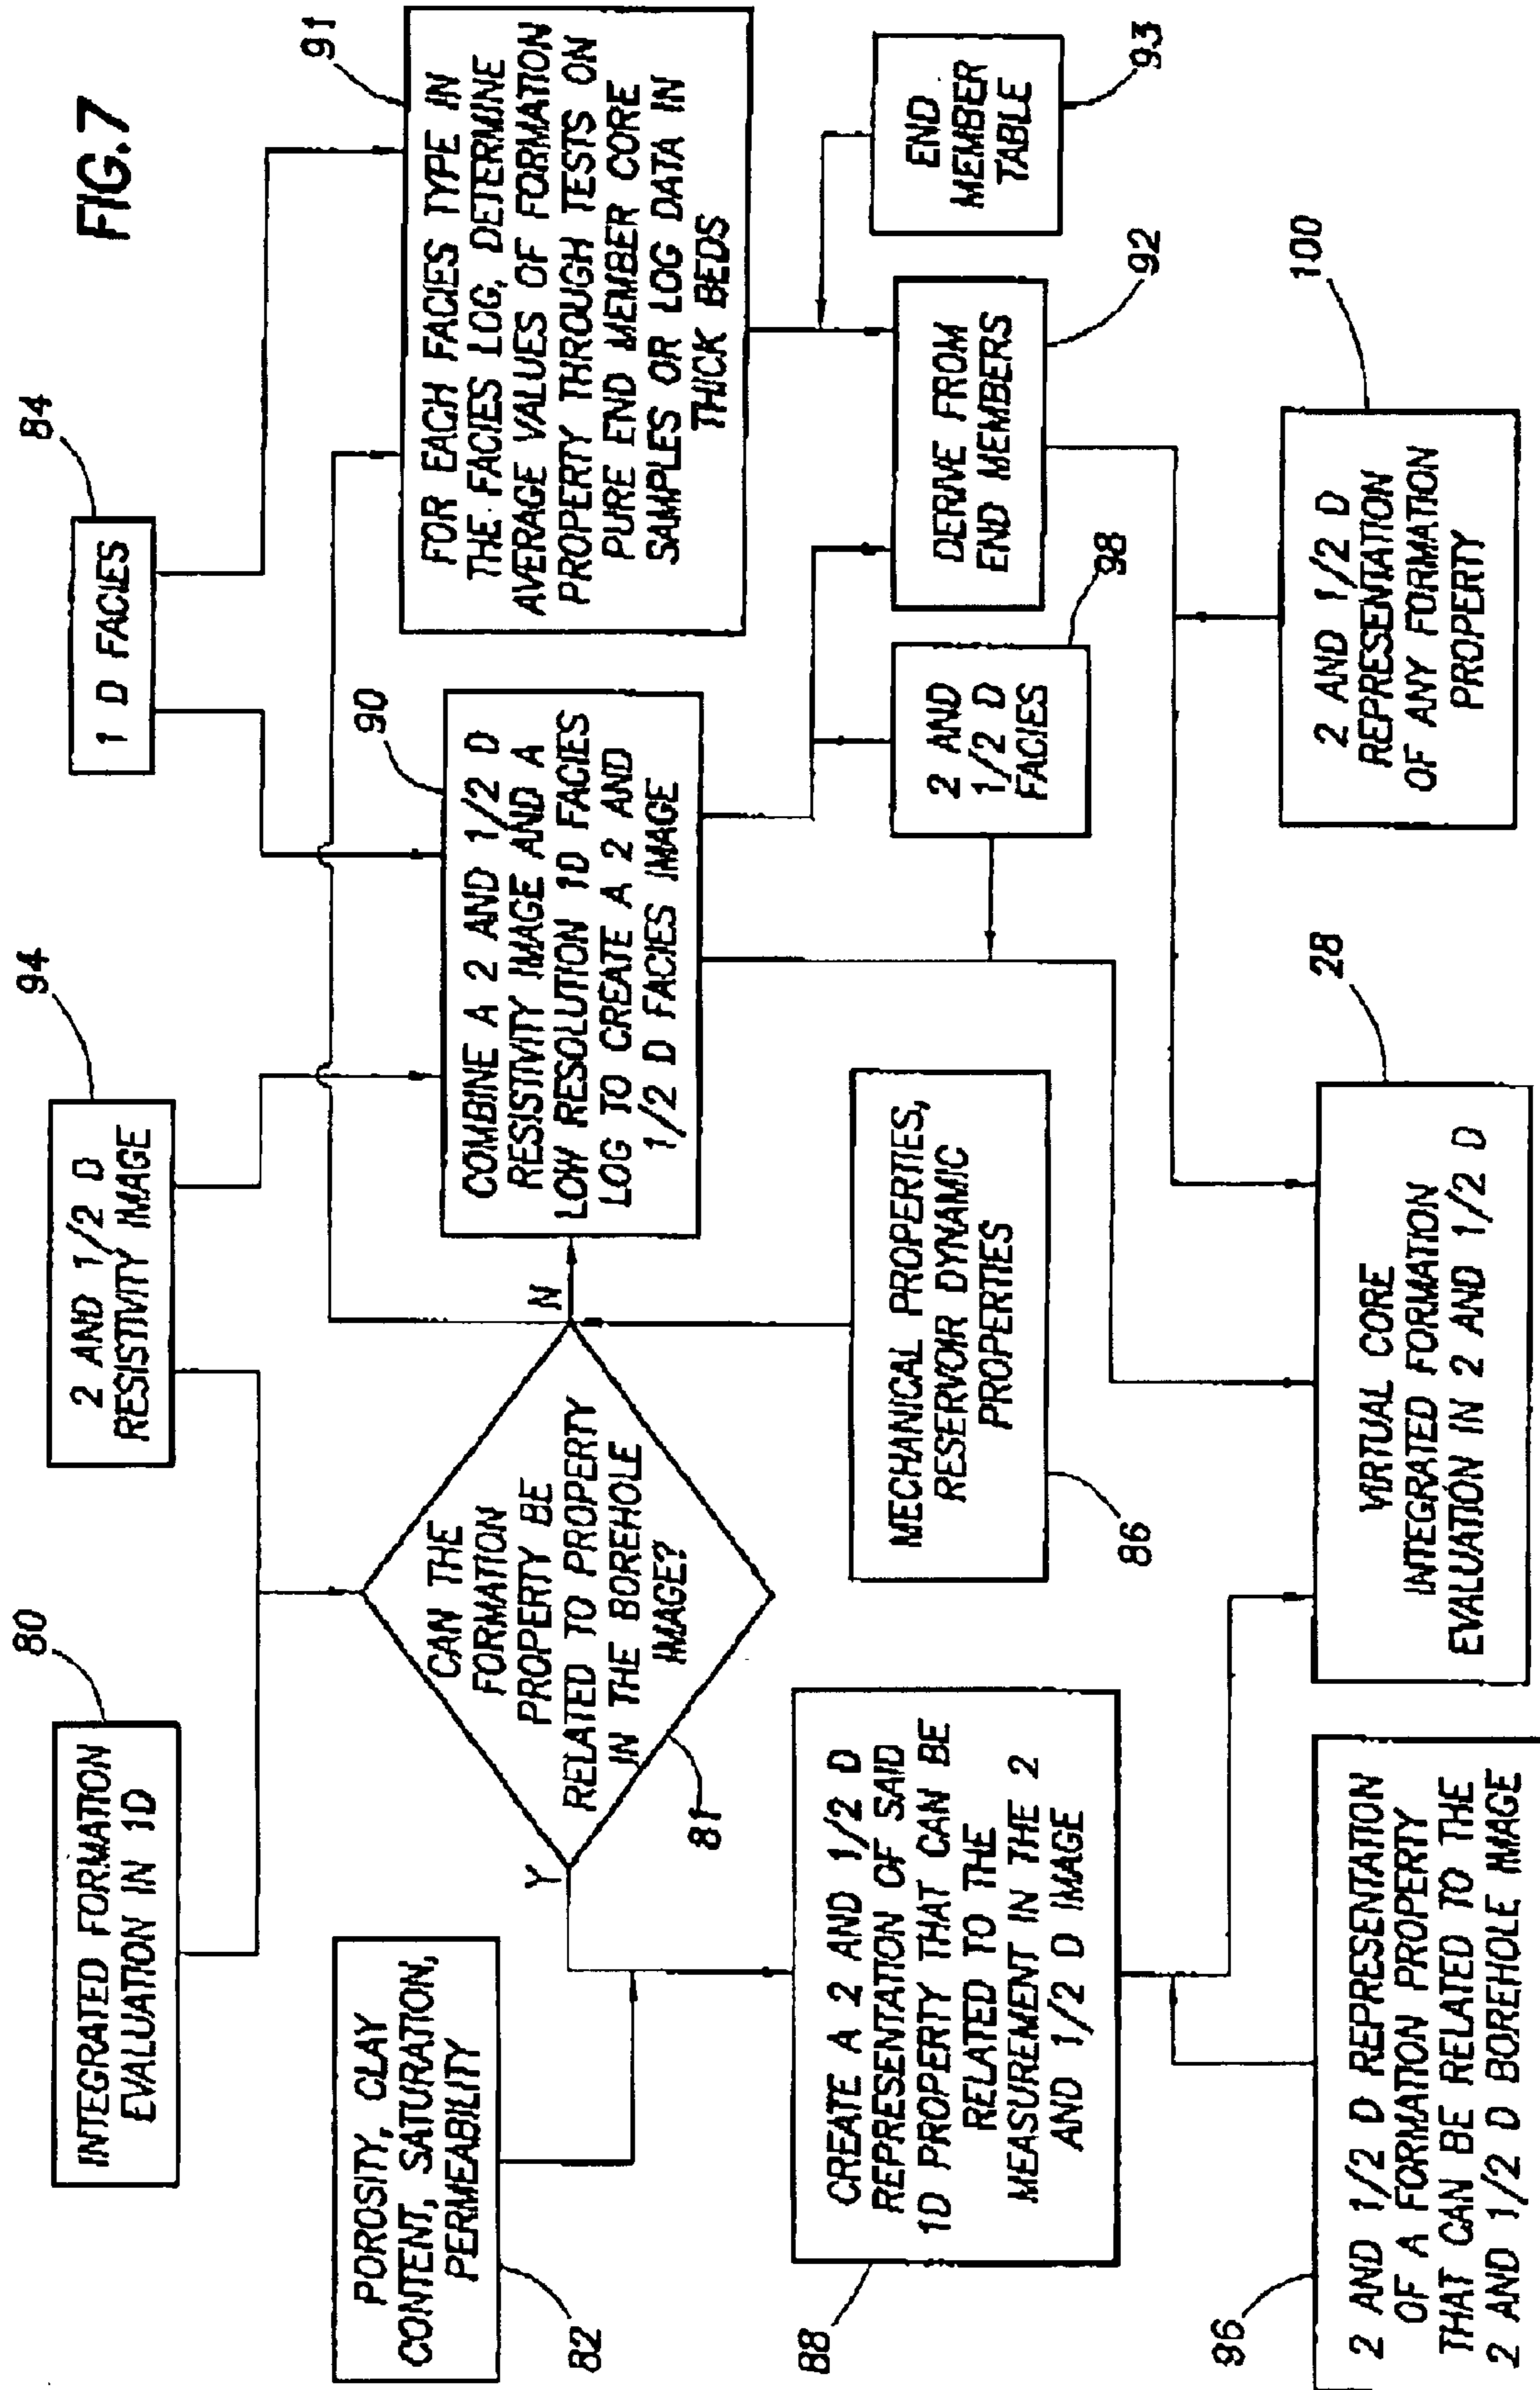 FIG.7
80
INTEGRATED FORMATION
EVALUATION IN 1D
94
2 AND 1/2 D
RESISTIVITY IMAGE
84
1 D FACIES
POROSITY, CLAY
CONTENT, SATURATION,
PERMEABILITY
82
CAN THE
FORMATION
PROPERTY BE
RELATED TO PROPERTY
IN THE BOREHOLE
IMAGE?
81
Y
N
90
COMBINE A 2 AND 1/2 D
RESISTIVITY IMAGE AND A
LOW RESOLUTION 1D FACIES
LOG TO CREATE A 2 AND
1/2 D FACIES IMAGE
91
FOR EACH FACIES TYPE IN
THE FACIES LOG, DETERMINE
AVERAGE VALUES OF FORMATION
PROPERTY THROUGH TESTS ON
PURE END MEMBER CORE
SAMPLES OR LOG DATA IN
THICK BEDS
CREATE A 2 AND 1/2 D
REPRESENTATION OF SAID
1D PROPERTY THAT CAN BE
RELATED TO THE
MEASUREMENT IN THE 2
AND 1/2 D IMAGE
88
MECHANICAL PROPERTIES,
RESERVOIR DYNAMIC
PROPERTIES
86
2 AND
1/2 D
FACIES
98
DERIVE FROM
END MEMBERS
92
END
MEMBER
TABLE
93
96
2 AND 1/2 D REPRESENTATION
OF A FORMATION PROPERTY
THAT CAN BE RELATED TO THE
2 AND 1/2 D BOREHOLE IMAGE
28
VIRTUAL CORE
INTEGRATED FORMATION
EVALUATION IN 2 AND 1/2 D
100
2 AND 1/2 D
REPRESENTATION
OF ANY FORMATION
PROPERTY